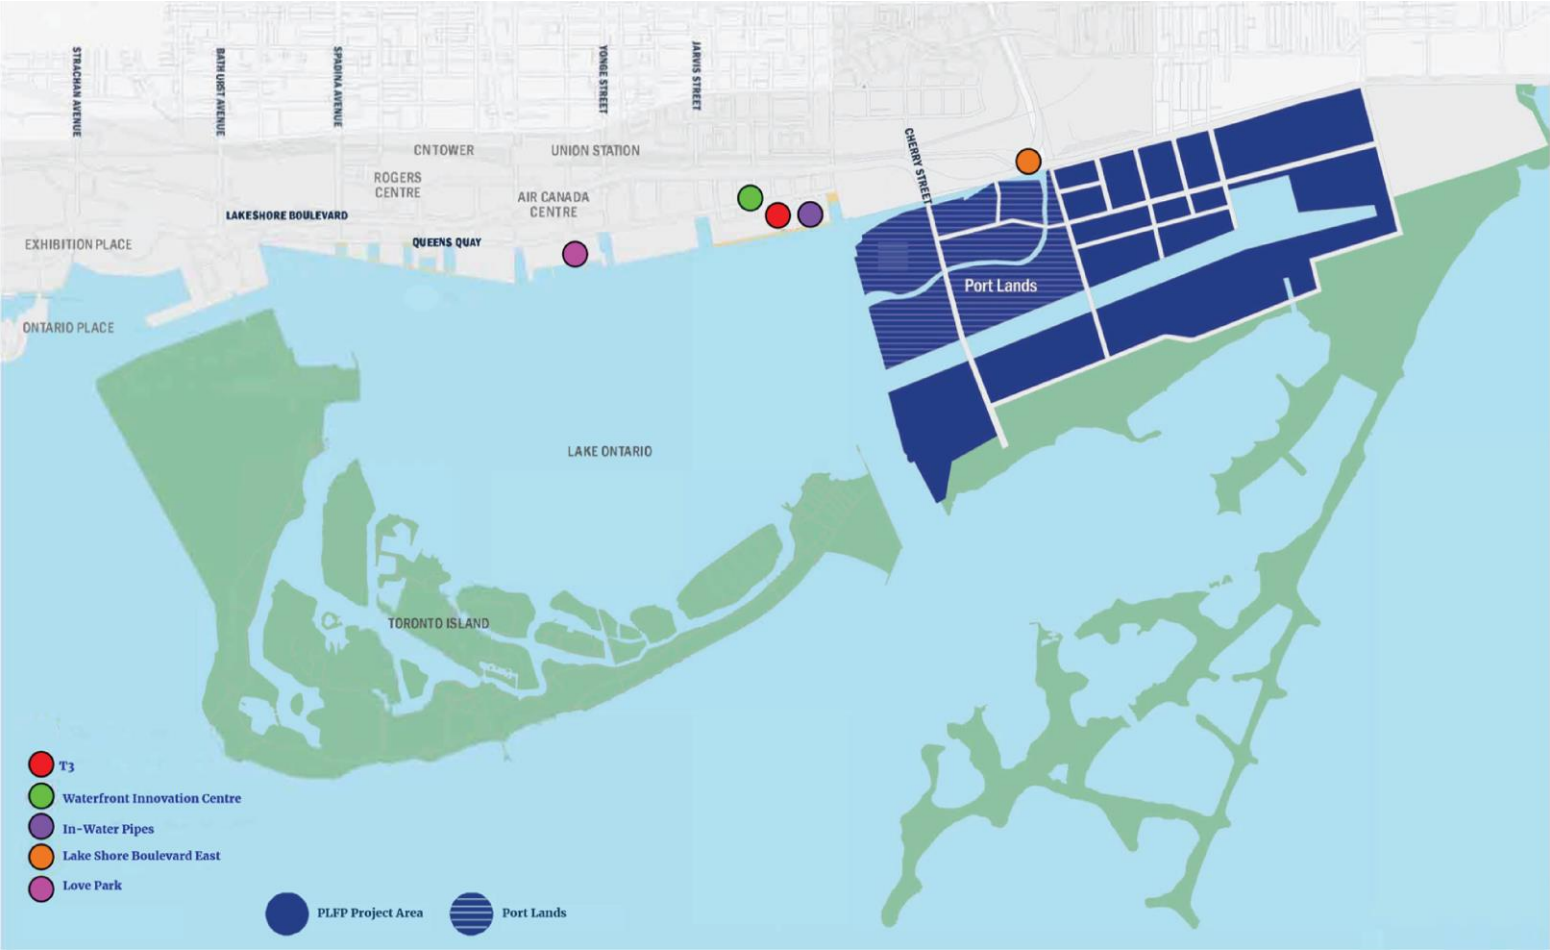 STRACHAN AVENUE
BATHURST AVENUE
SPADINA AVENUE
YONGE STREET
JARVIS STREET
CHERRY STREET
CN TOWER
UNION STATION
ROGERS
CENTRE
AIR CANADA
CENTRE
LAKESHORE BOULEVARD
QUEENS QUAY
EXHIBITION PLACE
ONTARIO PLACE
Port Lands
LAKE ONTARIO
TORONTO ISLAND
T3
Waterfront Innovation Centre
In-Water Pipes
Lake Shore Boulevard East
Love Park
PLFP Project Area
Port Lands